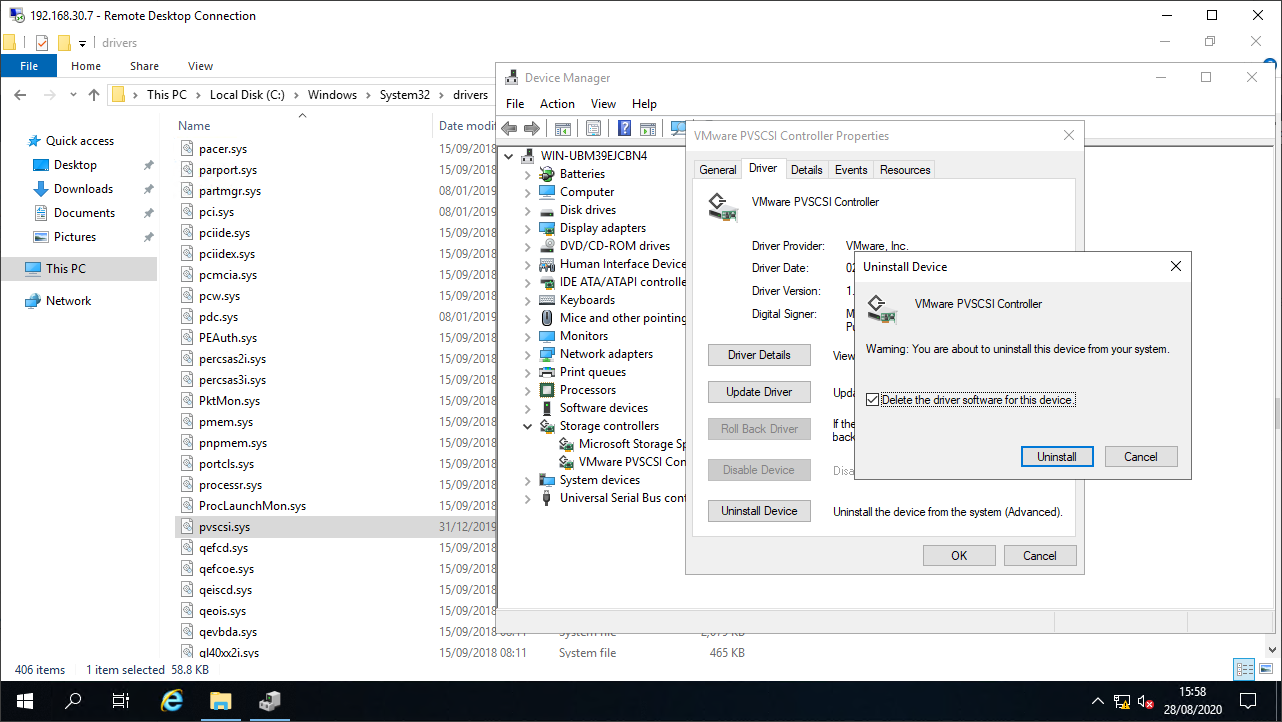 192.168.30.7 - Remote Desktop Connection
drivers
File Home Share View
This PC Local Disk (C:) Windows System32 drivers
Quick access
Desktop
Downloads
Documents
Pictures
This PC
Network
Name Date modi
pacer.sys 15/09/2018
parport.sys 15/09/2018
partmgr.sys 08/01/2019
pci.sys 08/01/2019
pciide.sys 15/09/2018
pciidex.sys 15/09/2018
pcmcia.sys 15/09/2018
pcw.sys 15/09/2018
pdc.sys 08/01/2019
PEAuth.sys 15/09/2018
percsas2i.sys 15/09/2018
percsas3i.sys 15/09/2018
PktMon.sys 15/09/2018
pmem.sys 15/09/2018
pnpmem.sys 15/09/2018
portcls.sys 15/09/2018
processr.sys 15/09/2018
ProcLaunchMon.sys 15/09/2018
pvscsi.sys 31/12/2019
qefcd.sys 15/09/2018
qefcoe.sys 15/09/2018
qeiscd.sys 15/09/2018
qeois.sys 15/09/2018
qevbda.sys 15/09/2018 08:11 System file 2,079 KB
ql40xx2i.sys 15/09/2018 08:11 System file 465 KB
406 items 1 item selected 58.8 KB
Device Manager
File Action View Help
WIN-UBM39EJCBN4
Batteries
Computer
Disk drives
Display adapters
DVD/CD-ROM drives
Human Interface Device
IDE ATA/ATAPI controlle
Keyboards
Mice and other pointing
Monitors
Network adapters
Print queues
Processors
Software devices
Storage controllers
Microsoft Storage Sp
VMware PVSCSI Con
System devices
Universal Serial Bus cont
VMware PVSCSI Controller Properties
General Driver Details Events Resources
VMware PVSCSI Controller
Driver Provider: VMware, Inc.
Driver Date: 02
Driver Version: 1.
Digital Signer: M
Driver Details View
Update Driver Upda
Roll Back Driver If the
back
Disable Device Disa
Uninstall Device Uninstall the device from the system (Advanced).
OK Cancel
Uninstall Device
VMware PVSCSI Controller
Warning: You are about to uninstall this device from your system.
Delete the driver software for this device.
Uninstall Cancel
15:58
28/08/2020